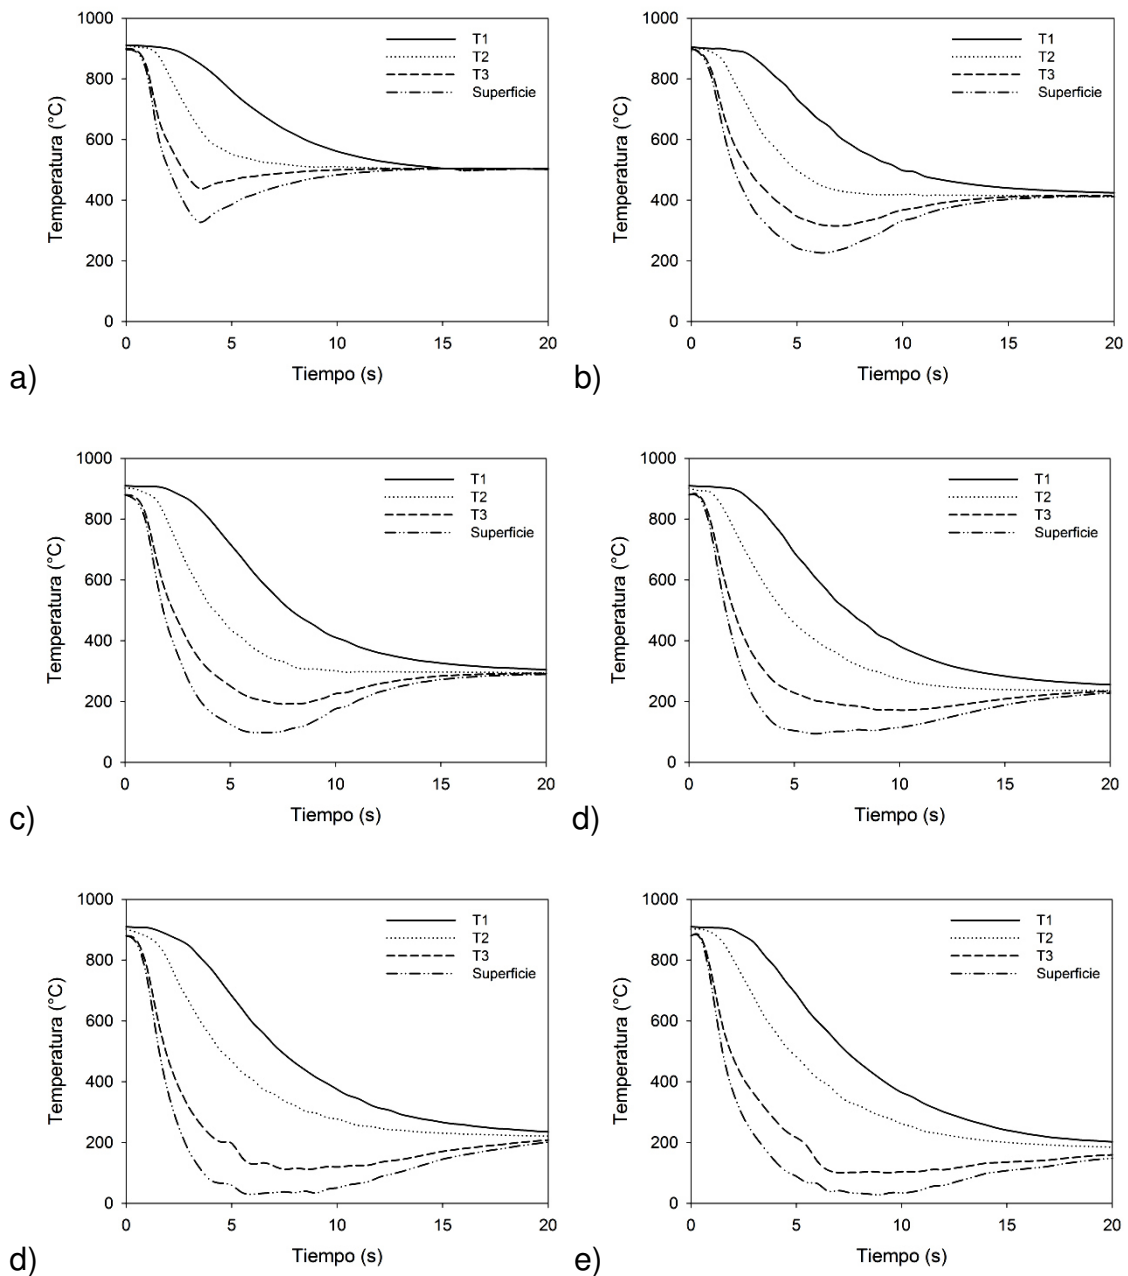 1000
800
600
400
200
0
Temperatura (°C)
T1
T2
T3
Superficie
0 5 10 15 20
Tiempo (s)
a)
1000
800
600
400
200
0
Temperatura (°C)
T1
T2
T3
Superficie
0 5 10 15 20
Tiempo (s)
b)
1000
800
600
400
200
0
Temperatura (°C)
T1
T2
T3
Superficie
0 5 10 15 20
Tiempo (s)
c)
1000
800
600
400
200
0
Temperatura (°C)
T1
T2
T3
Superficie
0 5 10 15 20
Tiempo (s)
d)
1000
800
600
400
200
0
Temperatura (°C)
T1
T2
T3
Superficie
0 5 10 15 20
Tiempo (s)
d)
1000
800
600
400
200
0
Temperatura (°C)
T1
T2
T3
Superficie
0 5 10 15 20
Tiempo (s)
e)